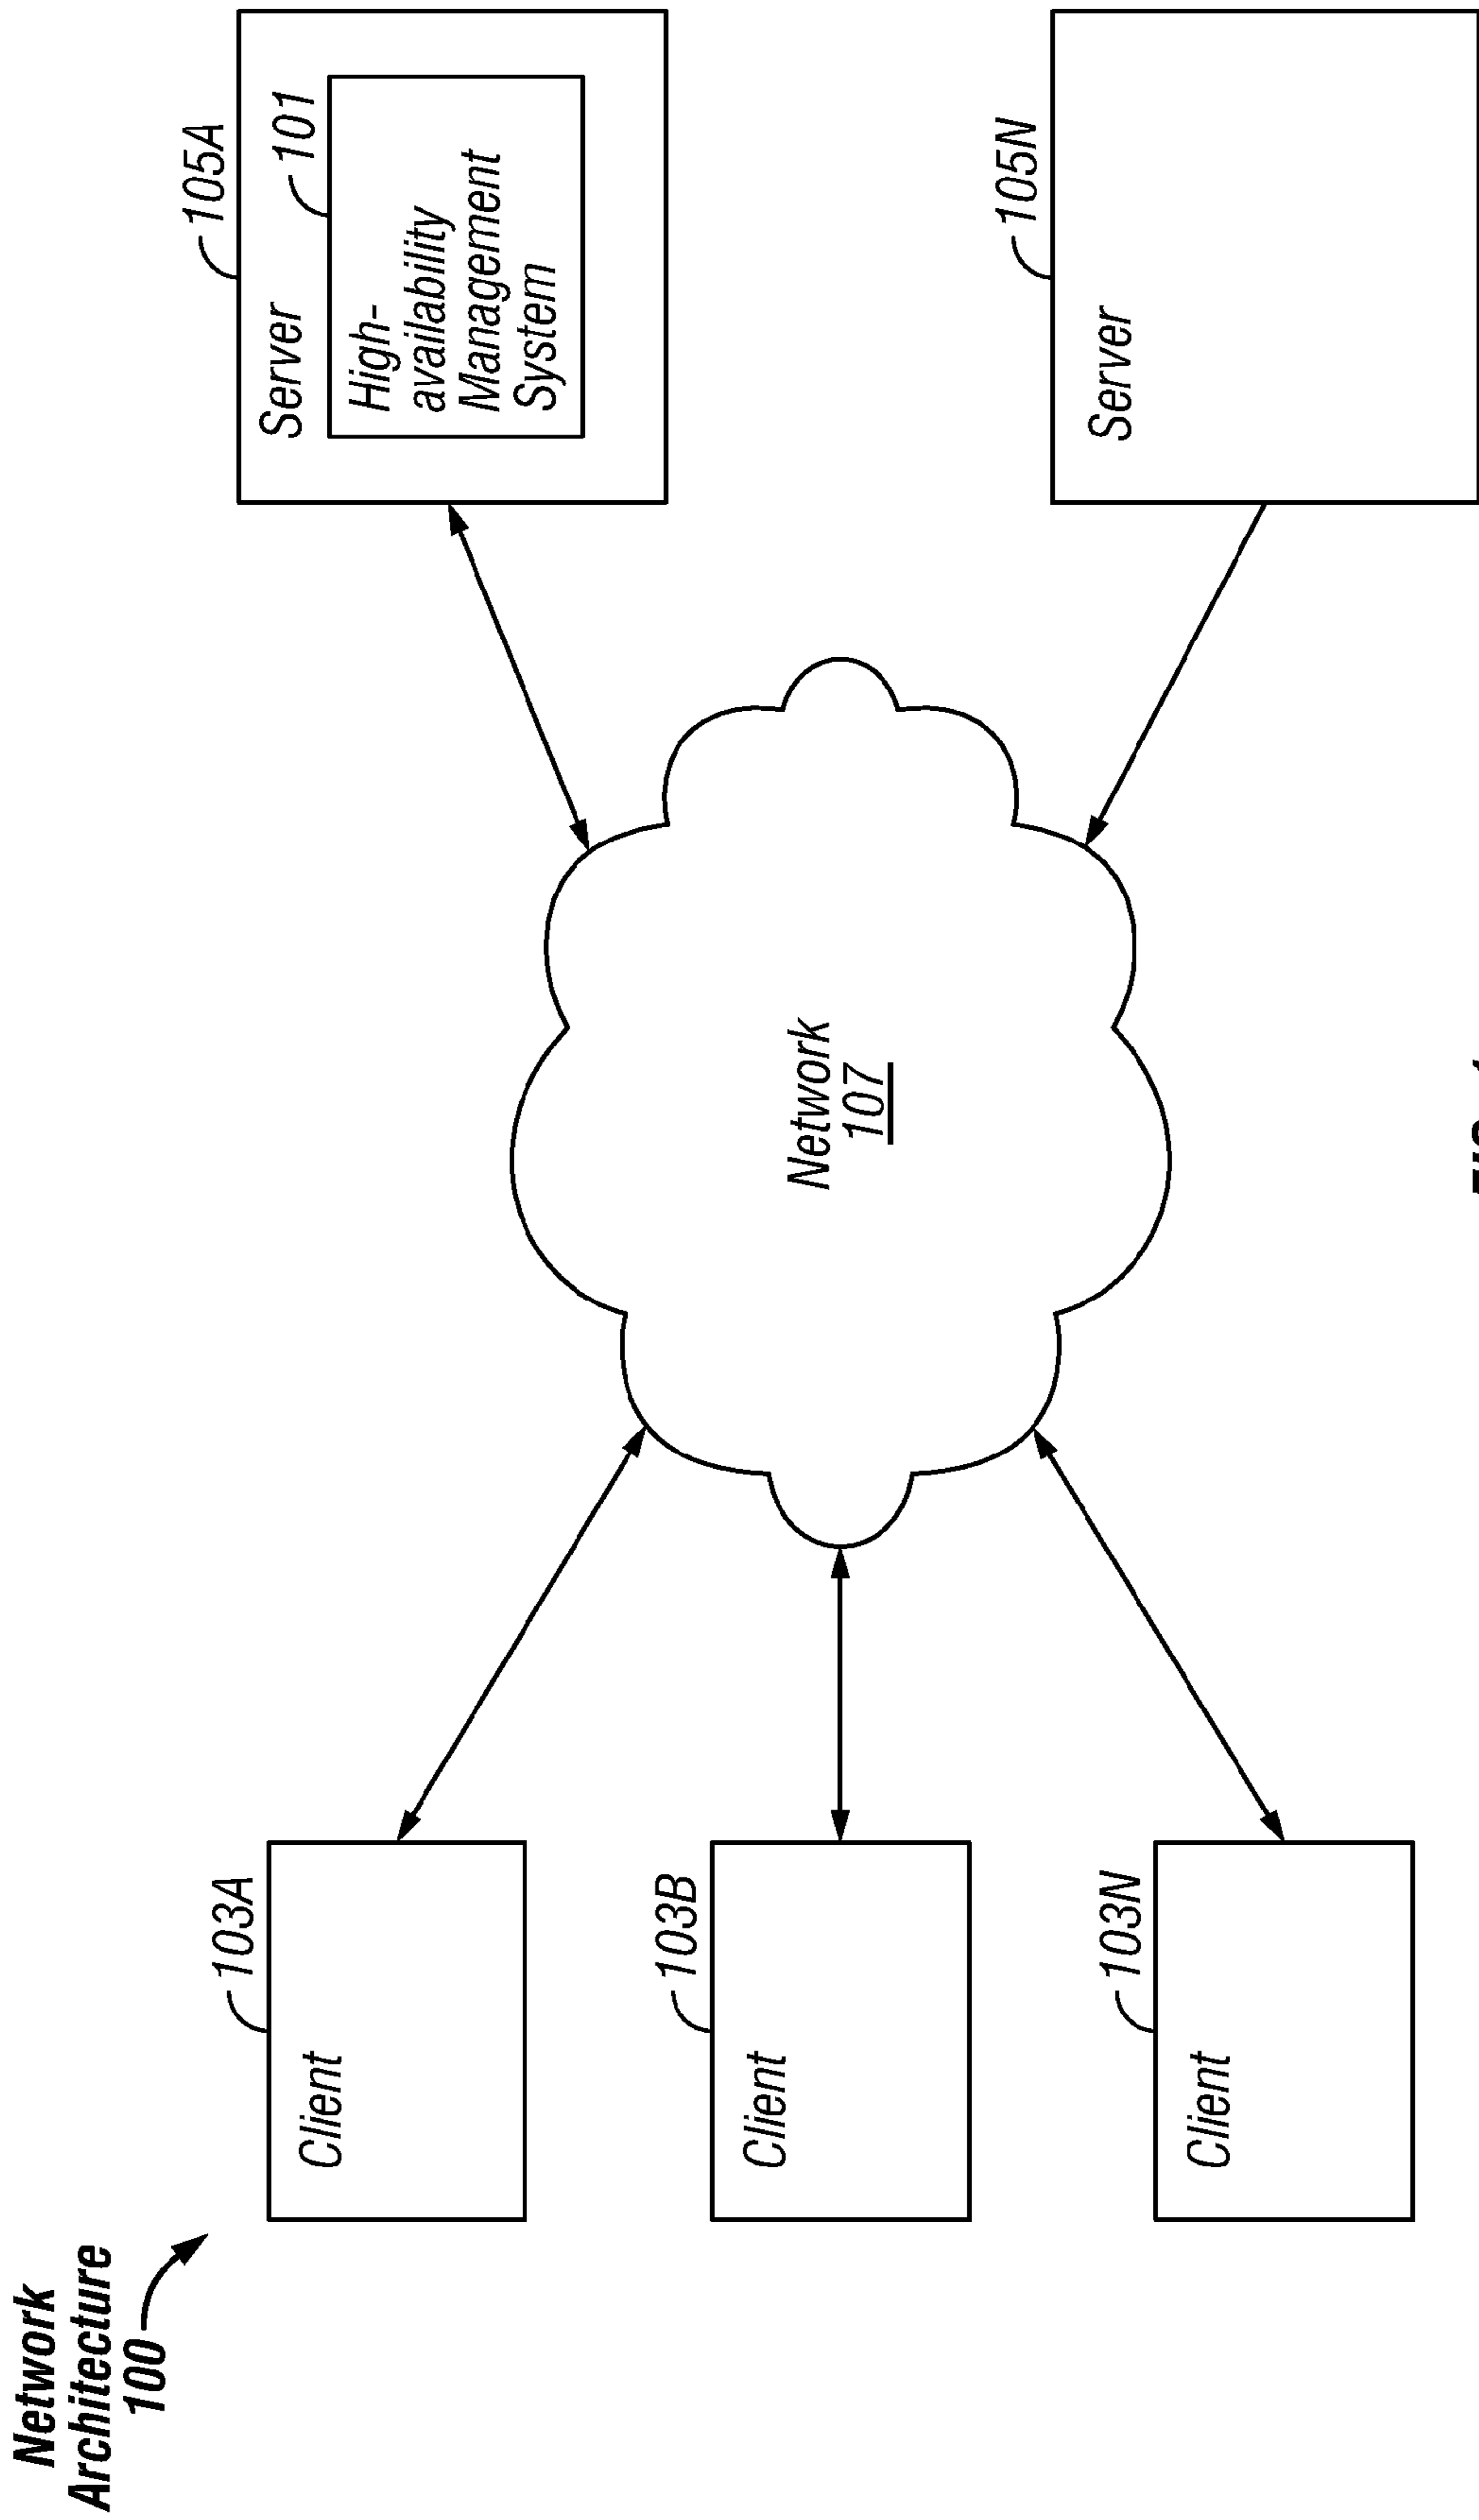 Network
Architecture
100
Client
103A
Client
103B
Client
103N
Network
107
Server
105A
High-
availability
Management
System
101
Server
105N